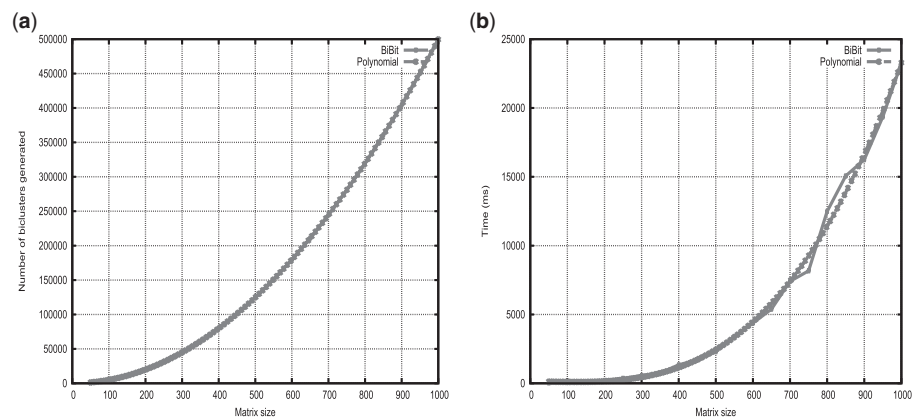 (a)
500000
450000
400000
350000
300000
250000
200000
150000
100000
50000
0
Number of biclusters generated
BiBit
Polynomial
0 100 200 300 400 500 600 700 800 900 1000
Matrix size
(b)
25000
20000
15000
10000
5000
0
Time (ms)
BiBit
Polynomial
0 100 200 300 400 500 600 700 800 900 1000
Matrix size